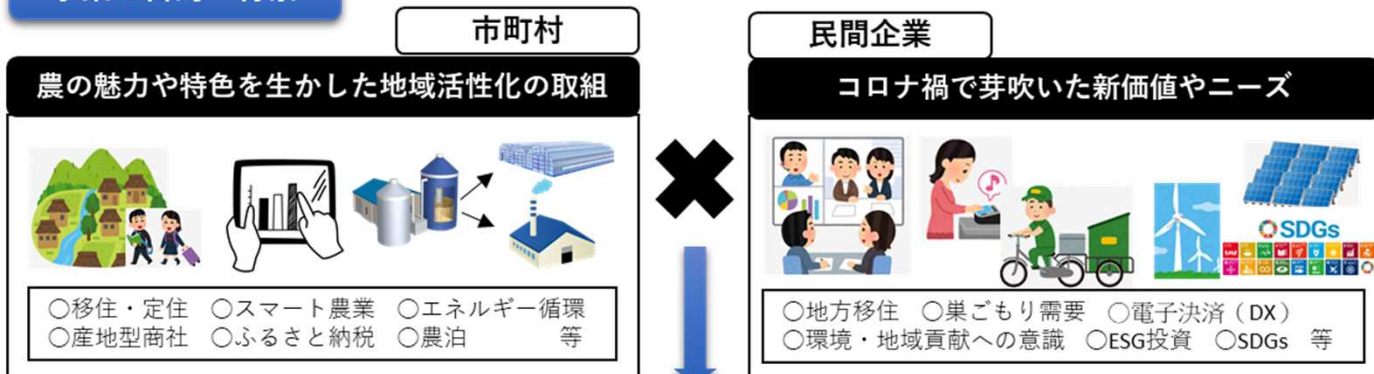 市町村
農の魅力や特色を生かした地域活性化の取組
○移住・定住 ○スマート農業 ○エネルギー循環
○産地型商社 ○ふるさと納税 ○農泊 等
民間企業
コロナ禍で芽吹いた新価値やニーズ
SDGs
○地方移住 ○巣ごもり需要 ○電子決済（DX）
○環境・地域貢献への意識 ○ESG投資 ○SDGs 等